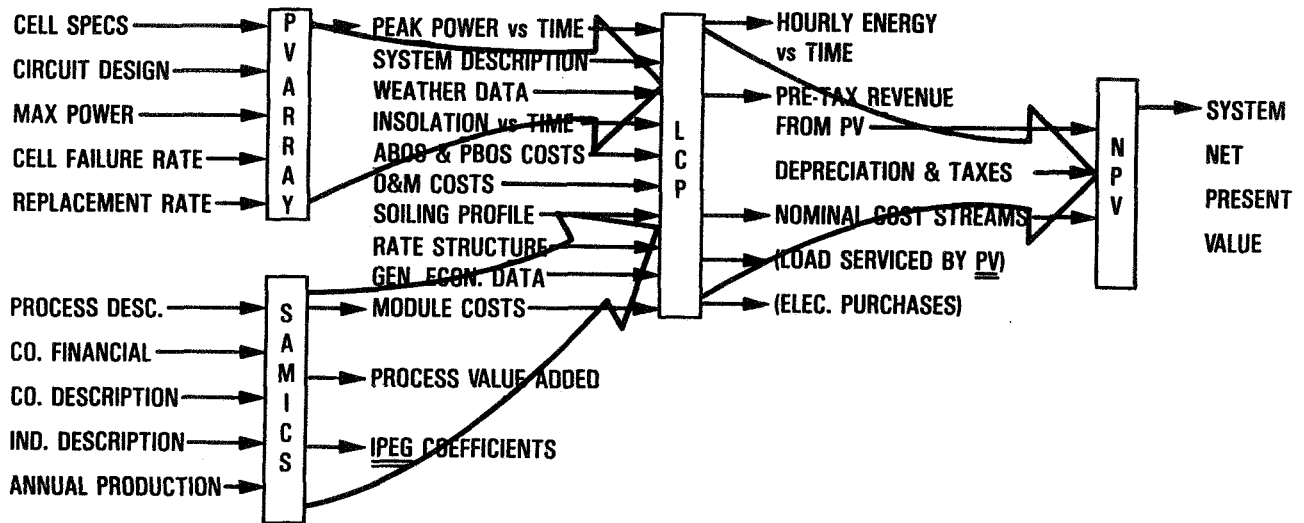 CELL SPECS
CIRCUIT DESIGN
MAX POWER
CELL FAILURE RATE
REPLACEMENT RATE
PVARRAY
PROCESS DESC.
CO. FINANCIAL
CO. DESCRIPTION
IND. DESCRIPTION
ANNUAL PRODUCTION
SAMICS
PEAK POWER vs TIME
SYSTEM DESCRIPTION
WEATHER DATA
INSOLATION vs TIME
ABOS & PBOS COSTS
O&M COSTS
SOILING PROFILE
RATE STRUCTURE
GEN. ECON. DATA
MODULE COSTS
PROCESS VALUE ADDED
IPEG COEFFICIENTS
LCP
HOURLY ENERGY
vs TIME
PRE-TAX REVENUE
FROM PV
DEPRECIATION & TAXES
NOMINAL COST STREAMS
(LOAD SERVICED BY PV)
(ELEC. PURCHASES)
NPV
SYSTEM
NET
PRESENT
VALUE